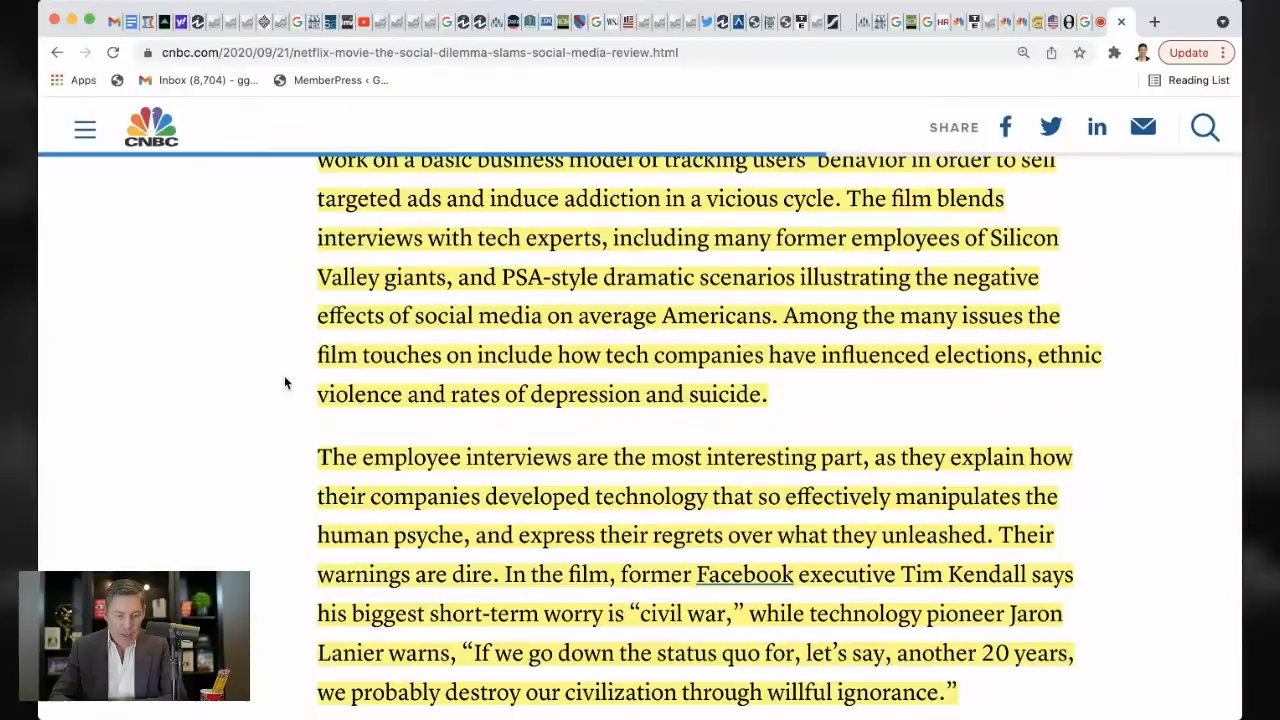 cnbc.com/2020/09/21/netflix-movie-the-social-dilemma-slams-social-media-review.html
Update
Apps
Inbox (8,704) - gg...
MemberPress ‹ G...
Reading List
CNBC
SHARE
work on a basic business model of tracking users' behavior in order to sell
targeted ads and induce addiction in a vicious cycle. The film blends
interviews with tech experts, including many former employees of Silicon
Valley giants, and PSA-style dramatic scenarios illustrating the negative
effects of social media on average Americans. Among the many issues the
film touches on include how tech companies have influenced elections, ethnic
violence and rates of depression and suicide.
The employee interviews are the most interesting part, as they explain how
their companies developed technology that so effectively manipulates the
human psyche, and express their regrets over what they unleashed. Their
warnings are dire. In the film, former Facebook executive Tim Kendall says
his biggest short-term worry is “civil war,” while technology pioneer Jaron
Lanier warns, “If we go down the status quo for, let’s say, another 20 years,
we probably destroy our civilization through willful ignorance.”